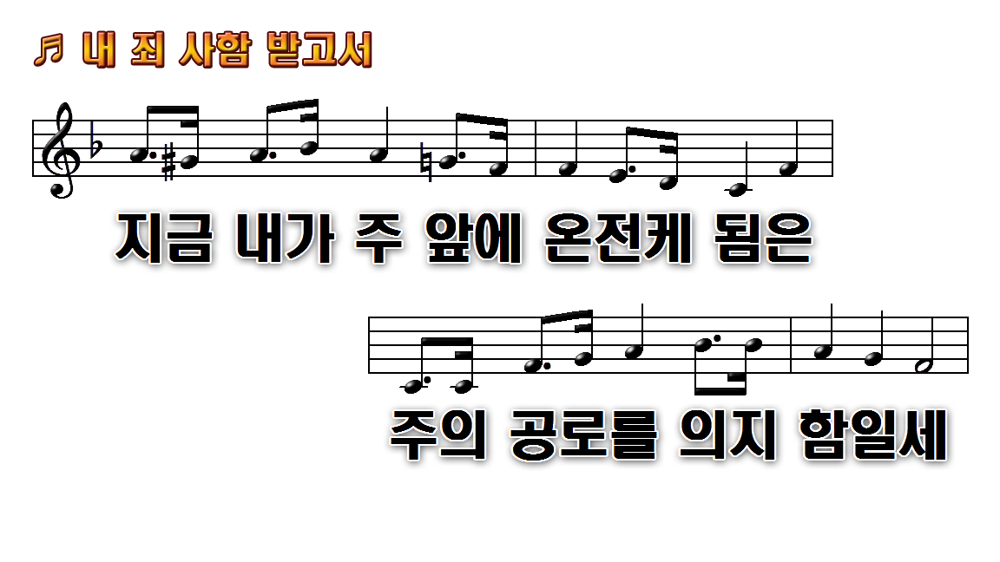 ♬ 내 죄 사함 받고서
지금 내가 주 앞에 온전케 됨은
주의 공로를 의지 함일세